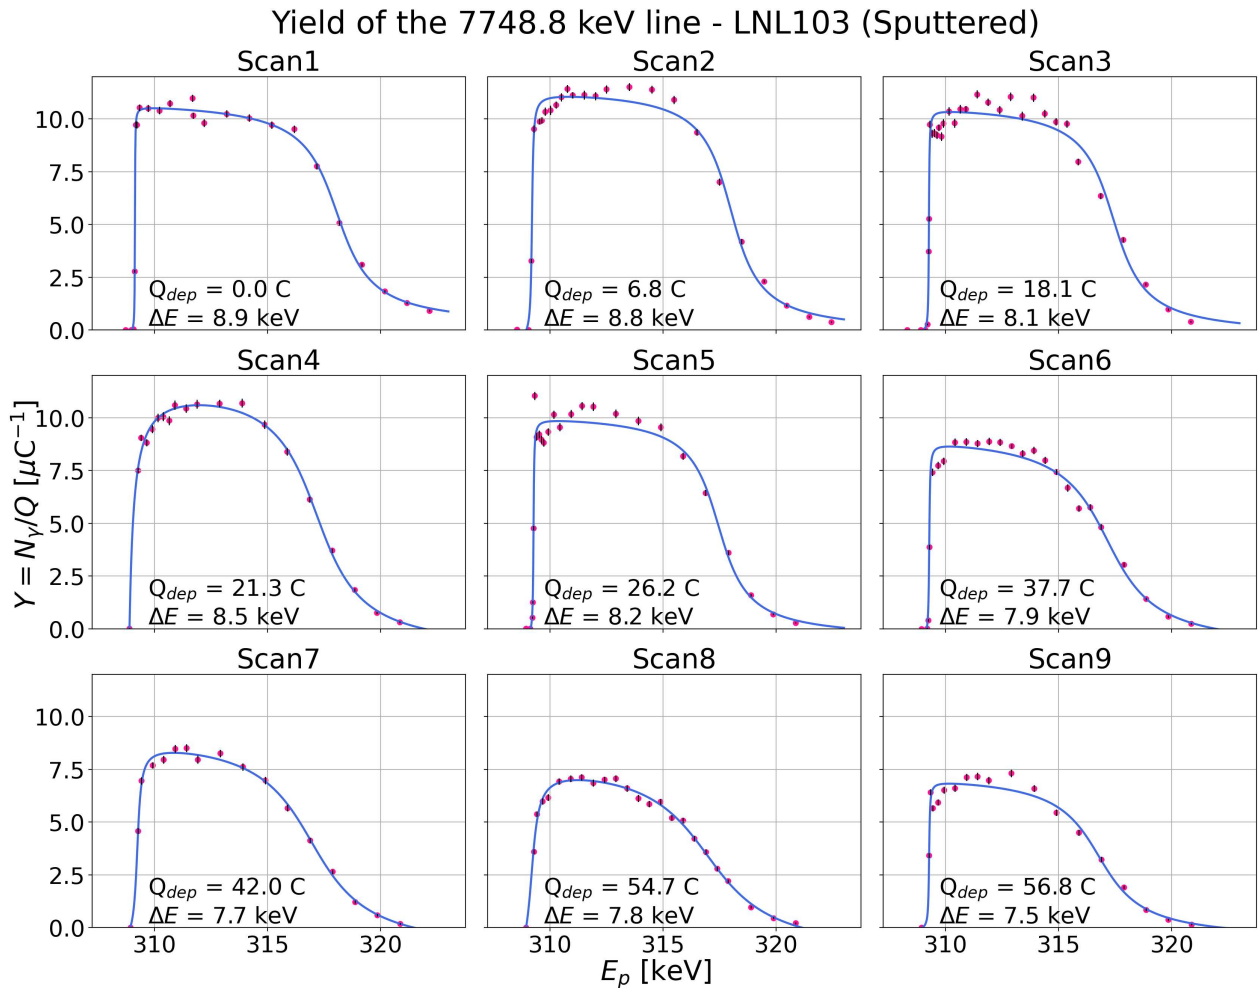 Yield of the 7748.8 keV line - LNL103 (Sputtered)
Scan1
Scan2
Scan3
10.0
7.5
5.0
2.5
0.0
Q_dep = 0.0 C
ΔE = 8.9 keV
Q_dep = 6.8 C
ΔE = 8.8 keV
Q_dep = 18.1 C
ΔE = 8.1 keV
Scan4
Scan5
Scan6
10.0
7.5
5.0
2.5
0.0
Q_dep = 21.3 C
ΔE = 8.5 keV
Q_dep = 26.2 C
ΔE = 8.2 keV
Q_dep = 37.7 C
ΔE = 7.9 keV
Y = N_γ/Q [μC⁻¹]
Scan7
Scan8
Scan9
10.0
7.5
5.0
2.5
0.0
Q_dep = 42.0 C
ΔE = 7.7 keV
Q_dep = 54.7 C
ΔE = 7.8 keV
Q_dep = 56.8 C
ΔE = 7.5 keV
310 315 320
310 315 320
310 315 320
E_p [keV]